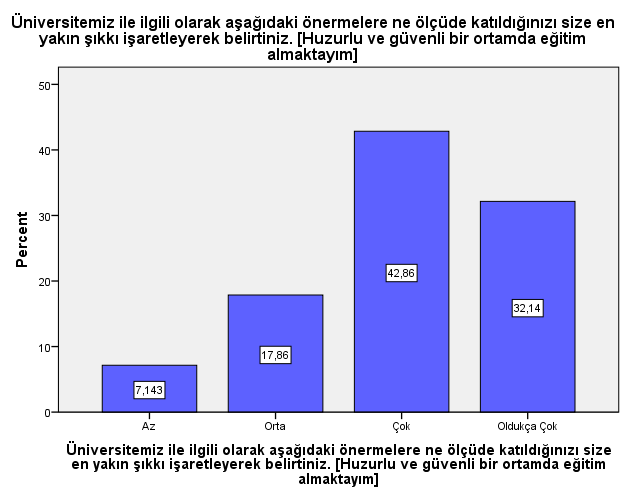 Üniversitemiz ile ilgili olarak aşağıdaki önermelere ne ölçüde katıldığınızı size en
yakın şıkkı işaretleyerek belirtiniz. [Huzurlu ve güvenli bir ortamda eğitim
almaktayım]
50
40
30
20
10
0
Percent
7,143
17,86
42,86
32,14
Az
Orta
Çok
Oldukça Çok
Üniversitemiz ile ilgili olarak aşağıdaki önermelere ne ölçüde katıldığınızı size
en yakın şıkkı işaretleyerek belirtiniz. [Huzurlu ve güvenli bir ortamda eğitim
almaktayım]